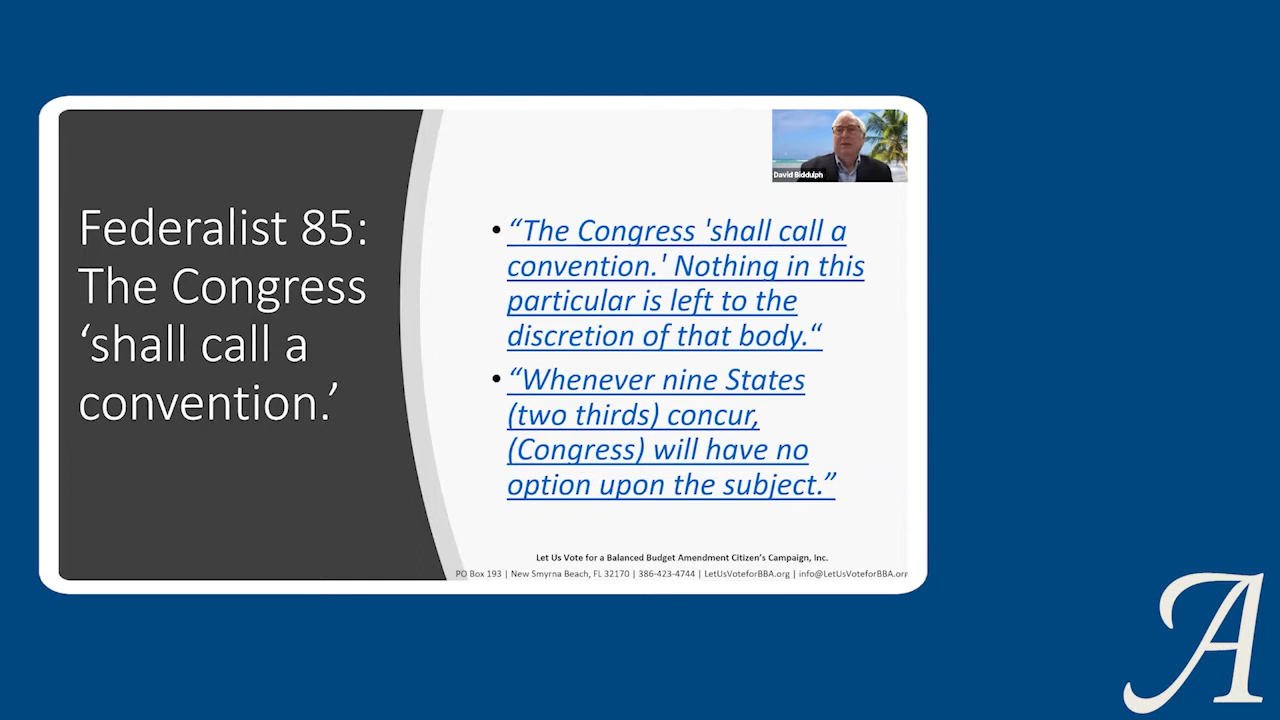 David Biddulph
Federalist 85:
The Congress
‘shall call a
convention.’
• “The Congress 'shall call a
convention.' Nothing in this
particular is left to the
discretion of that body.“
• “Whenever nine States
(two thirds) concur,
(Congress) will have no
option upon the subject.”
Let Us Vote for a Balanced Budget Amendment Citizen’s Campaign, Inc.
PO Box 193 | New Smyrna Beach, FL 32170 | 386-423-4744 | LetUsVoteforBBA.org | info@LetUsVoteforBBA.org
A